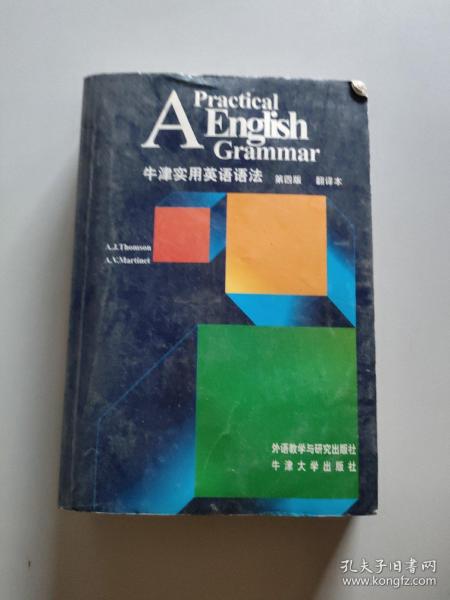 A Practical
English
Grammar
牛津实用英语语法 第四版 翻译本
A.J.Thomson
A.V.Martinet
外语教学与研究出版社
牛津大学出版社
孔夫子旧书网
www.kongfz.com